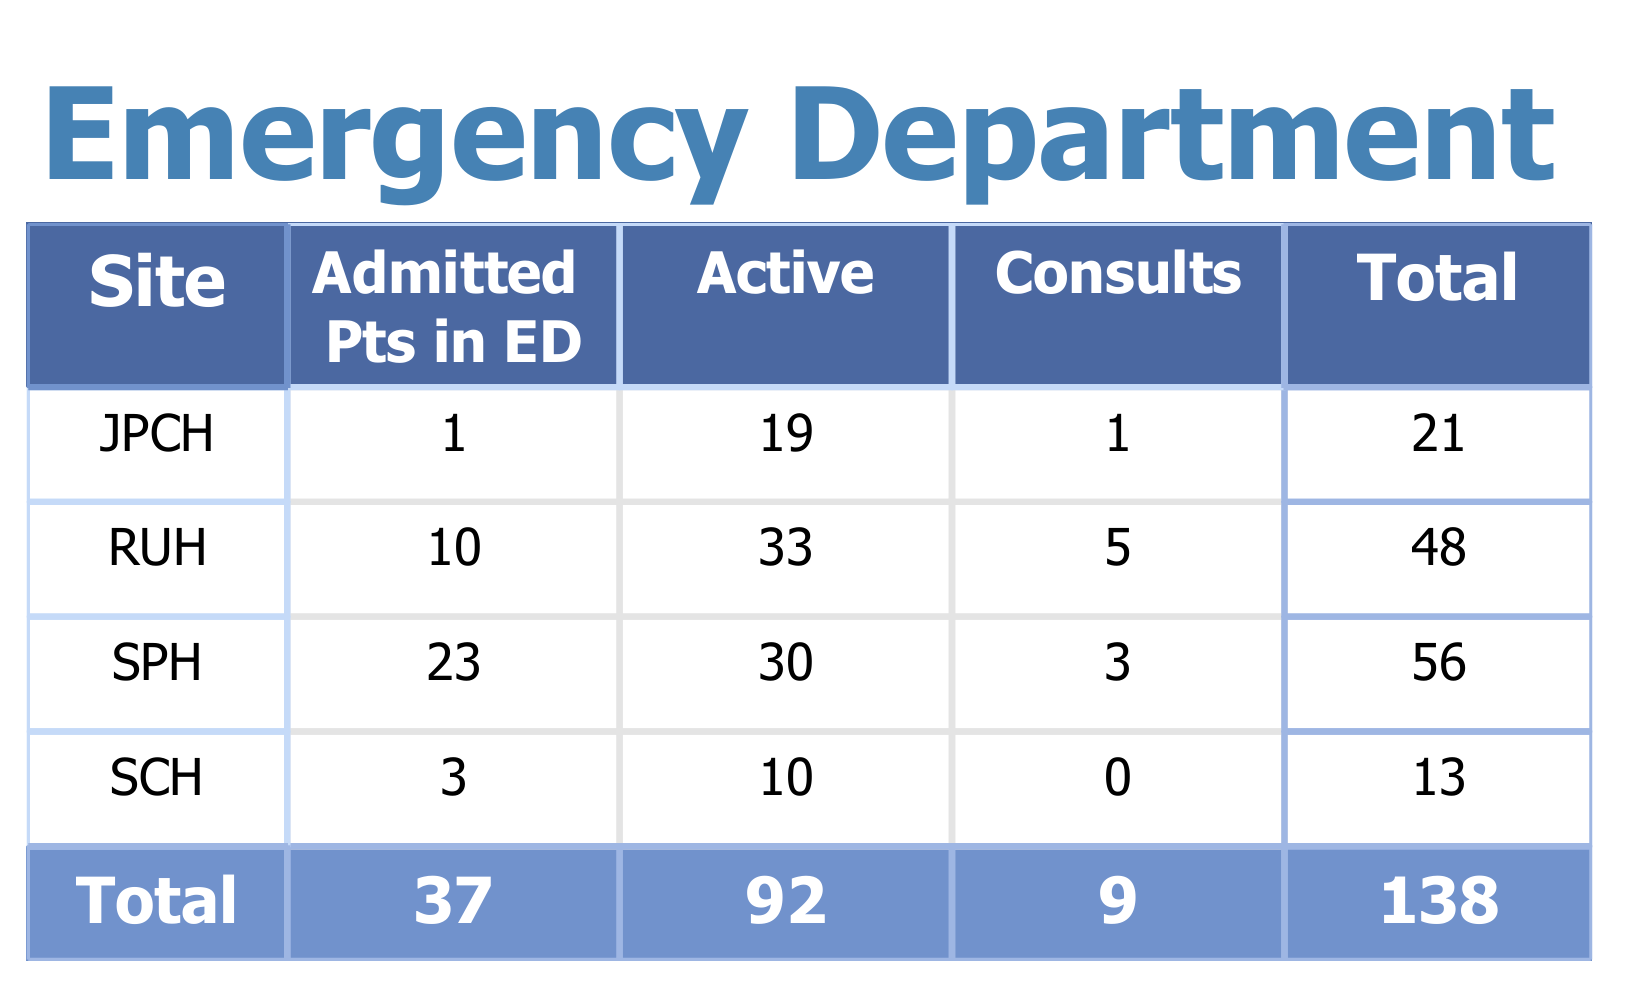 Emergency Department
Site Admitted Pts in ED Active Consults Total
JPCH 1 19 1 21
RUH 10 33 5 48
SPH 23 30 3 56
SCH 3 10 0 13
Total 37 92 9 138